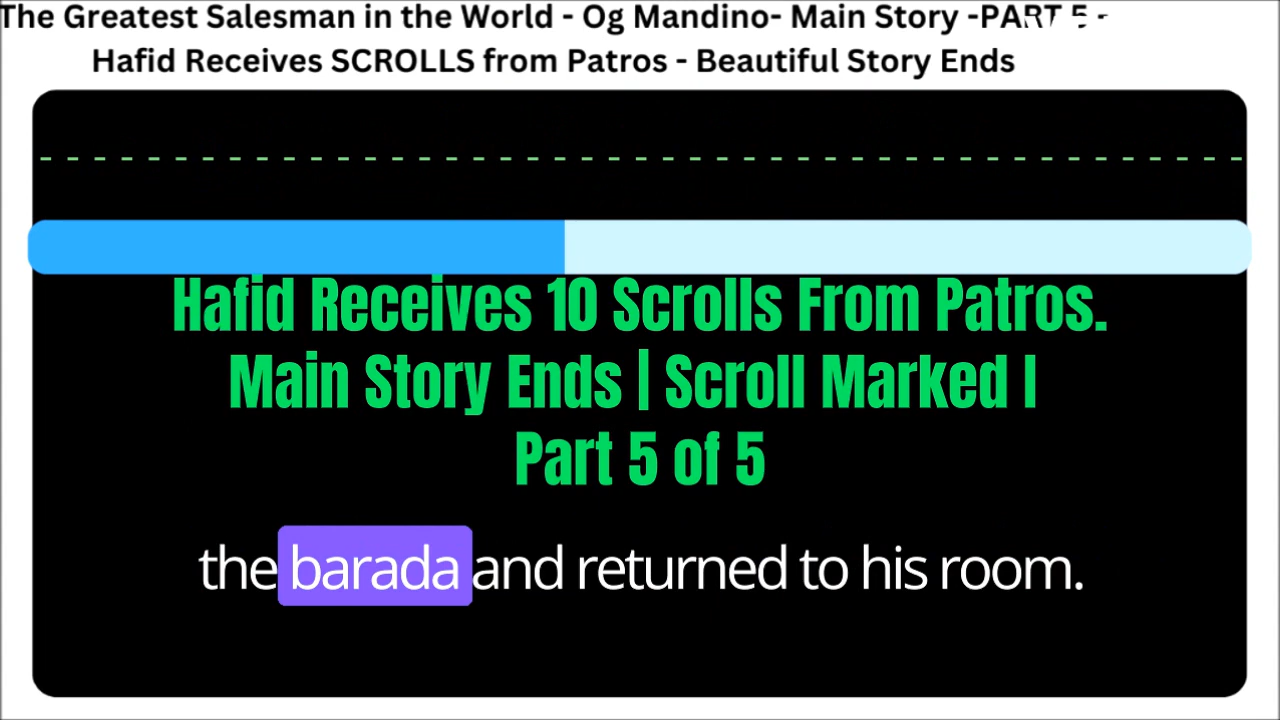 The Greatest Salesman in the World - Og Mandino- Main Story -PART 5 -
Hafid Receives SCROLLS from Patros - Beautiful Story Ends
Hafid Receives 10 Scrolls From Patros.
Main Story Ends | Scroll Marked I
Part 5 of 5
the barada and returned to his room.